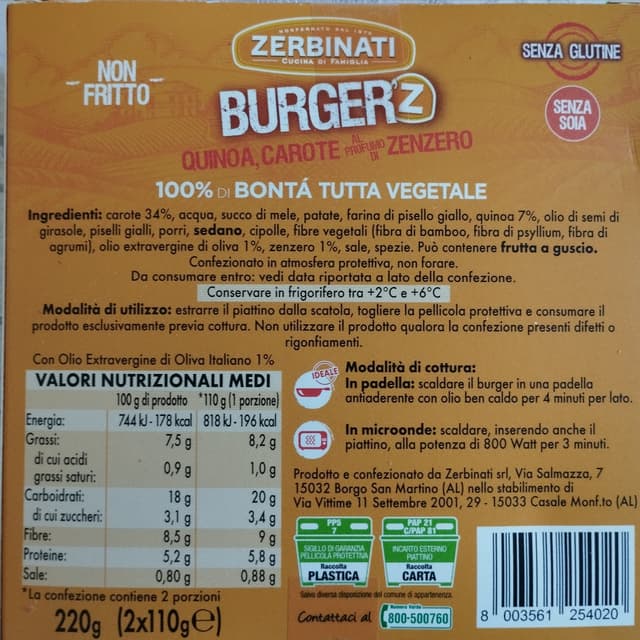 MONFERRATO DAL 1970
ZERBINATI
CUCINA DI FAMIGLIA
NON
FRITTO
SENZA GLUTINE
BURGER'Z
SENZA
SOIA
QUINOA, CAROTE AL PROFUMO DI ZENZERO
100% DI BONTÁ TUTTA VEGETALE
Ingredienti: carote 34%, acqua, succo di mele, patate, farina di pisello giallo, quinoa 7%, olio di semi di
girasole, piselli gialli, porri, sedano, cipolle, fibre vegetali (fibra di bamboo, fibra di psyllium, fibra di
agrumi), olio extravergine di oliva 1%, zenzero 1%, sale, spezie. Può contenere frutta a guscio.
Confezionato in atmosfera protettiva, non forare.
Da consumare entro: vedi data riportata a lato della confezione.
Conservare in frigorifero tra +2°C e +6°C
Modalità di utilizzo: estrarre il piattino dalla scatola, togliere la pellicola protettiva e consumare il
prodotto esclusivamente previa cottura. Non utilizzare il prodotto qualora la confezione presenti difetti o
rigonfiamenti.
Con Olio Extravergine di Oliva Italiano 1%
VALORI NUTRIZIONALI MEDI
100 g di prodotto *110 g (1 porzione)
Energia: 744 kJ - 178 kcal 818 kJ - 196 kcal
Grassi: 7,5 g 8,2 g
di cui acidi
grassi saturi: 0,9 g 1,0 g
Carboidrati: 18 g 20 g
di cui zuccheri: 3,1 g 3,4 g
Fibre: 8,5 g 9 g
Proteine: 5,2 g 5,8 g
Sale: 0,80 g 0,88 g
*La confezione contiene 2 porzioni
220g (2x110g℮)
IDEALE
Modalità di cottura:
In padella: scaldare il burger in una padella
antiaderente con olio ben caldo per 4 minuti per lato.
In microonde: scaldare, inserendo anche il
piattino, alla potenza di 800 Watt per 3 minuti.
Prodotto e confezionato da Zerbinati srl, Via Salmazza, 7
15032 Borgo San Martino (AL) nello stabilimento di
Via Vittime 11 Settembre 2001, 29 - 15033 Casale Monf.to (AL)
PP5
7
SIGILLO DI GARANZIA
PELLICOLA PROTETTIVA
Raccolta
PLASTICA
PAP 21
C/PAP 81
INCARTO ESTERNO
PIATTINO
Raccolta
CARTA
Salvo diversa disposizione del comune di appartenenza.
Contattaci al
Numero Verde
800-500760
8 003561 254020